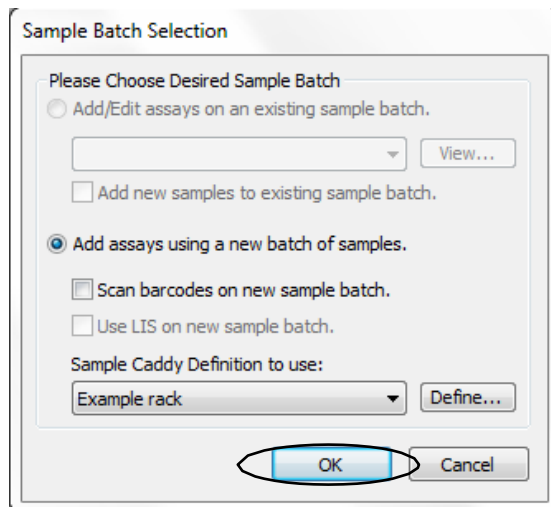 Sample Batch Selection
Please Choose Desired Sample Batch
Add/Edit assays on an existing sample batch.
View...
Add new samples to existing sample batch.
Add assays using a new batch of samples.
Scan barcodes on new sample batch.
Use LIS on new sample batch.
Sample Caddy Definition to use:
Example rack Define...
OK Cancel